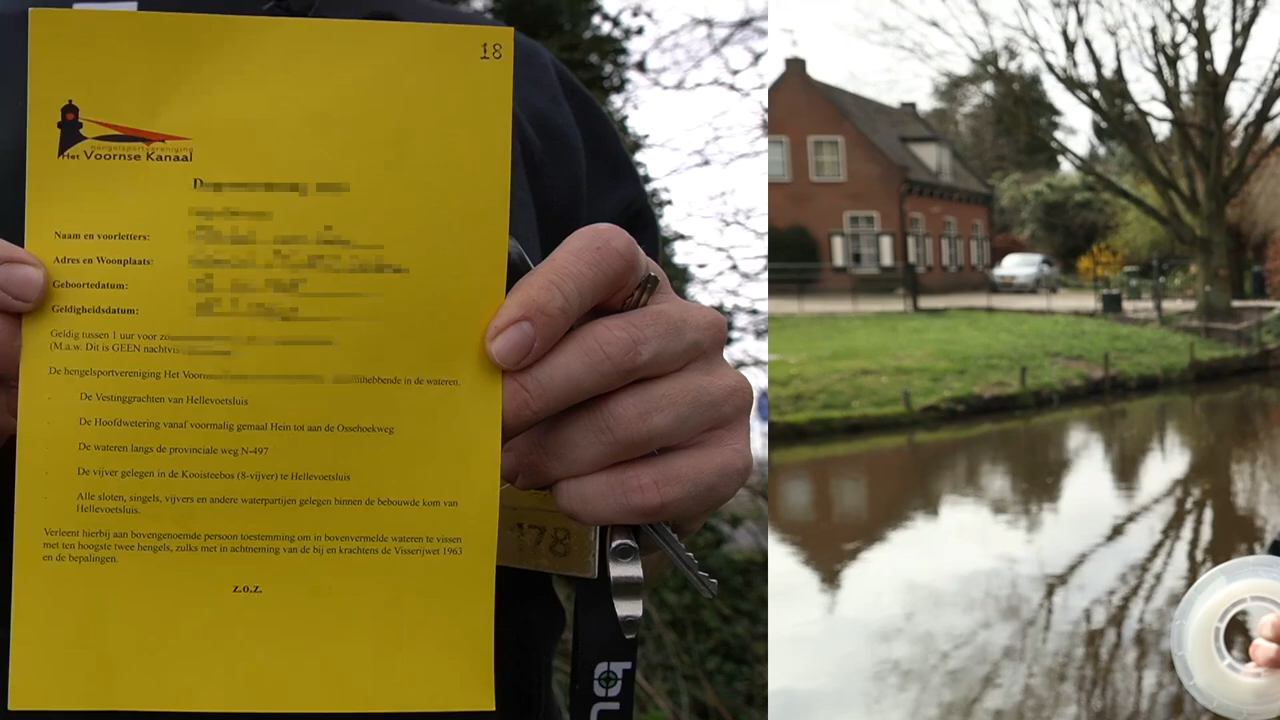 18
hengelsportvereniging
Het Voornse Kanaal
Naam en voorletters:
Adres en Woonplaats:
Geboortedatum:
Geldigheidsdatum:
Geldig tussen 1 uur voor
(M.a.w. Dit is GEEN
De hengelsportvereniging Het in de wateren.
De Vestinggrachten van Hellevoetsluis
De Hoofdwetering vanaf voormalig gemaal Hein tot aan de Ossehoekweg
De wateren langs de provinciale weg N-497
De vijver gelegen in de Kooisteebos (8-vijver) te Hellevoetsluis
Alle sloten, singels, vijvers en andere waterpartijen gelegen binnen de bebouwde kom van
Hellevoetsluis.
Verleent hierbij aan bovengenoemde persoon toestemming om in bovenvermelde wateren te vissen
met ten hoogste twee hengels, zulks met in achtneming van de bij en krachtens de Visserijwet 1963
en de bepalingen.
z.o.z.
178